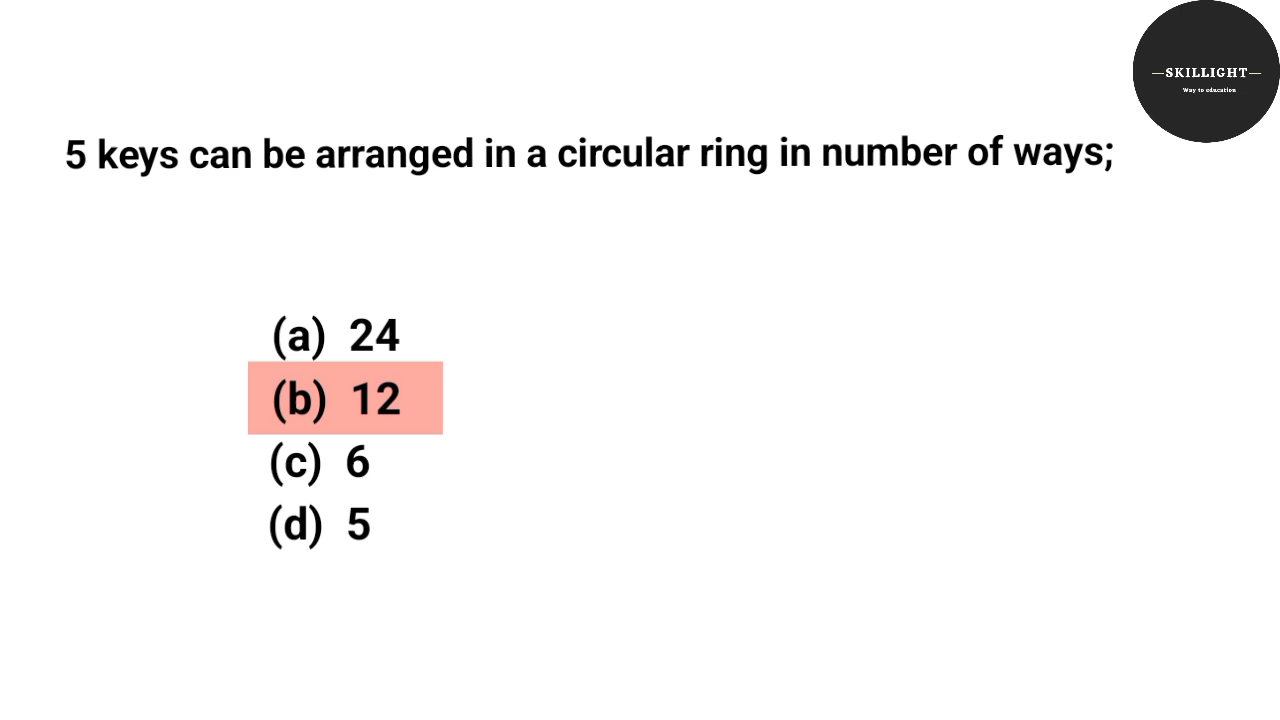 —SKILLIGHT—
Way to education
5 keys can be arranged in a circular ring in number of ways;
(a) 24
(b) 12
(c) 6
(d) 5